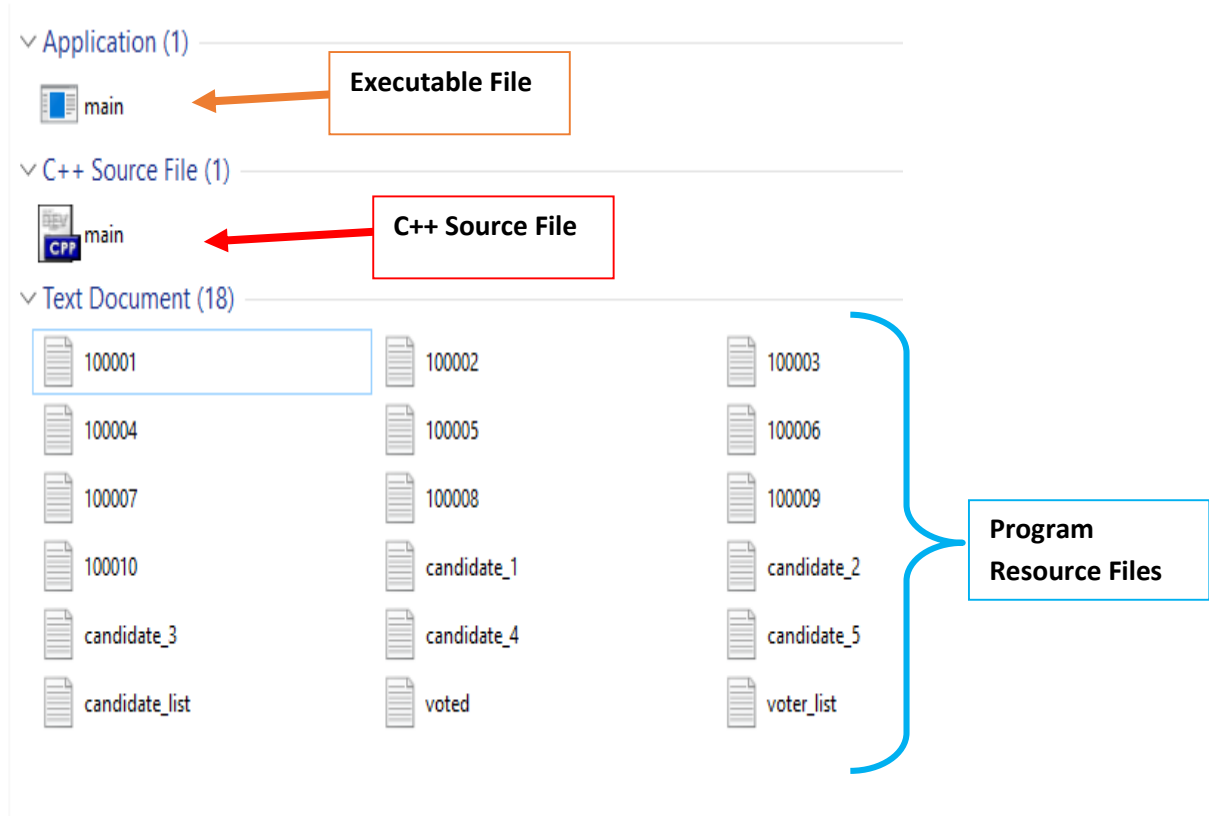 Application (1)
main
Executable File
C++ Source File (1)
DEV
CPP
main
C++ Source File
Text Document (18)
100001 100002 100003
100004 100005 100006
100007 100008 100009
100010 candidate_1 candidate_2
candidate_3 candidate_4 candidate_5
candidate_list voted voter_list
Program
Resource Files